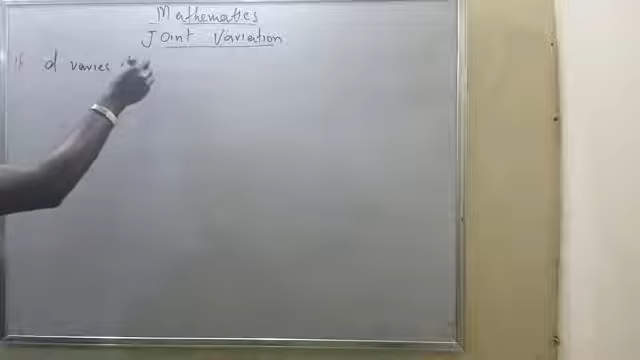 Mathematics
Joint Variation
If d varies